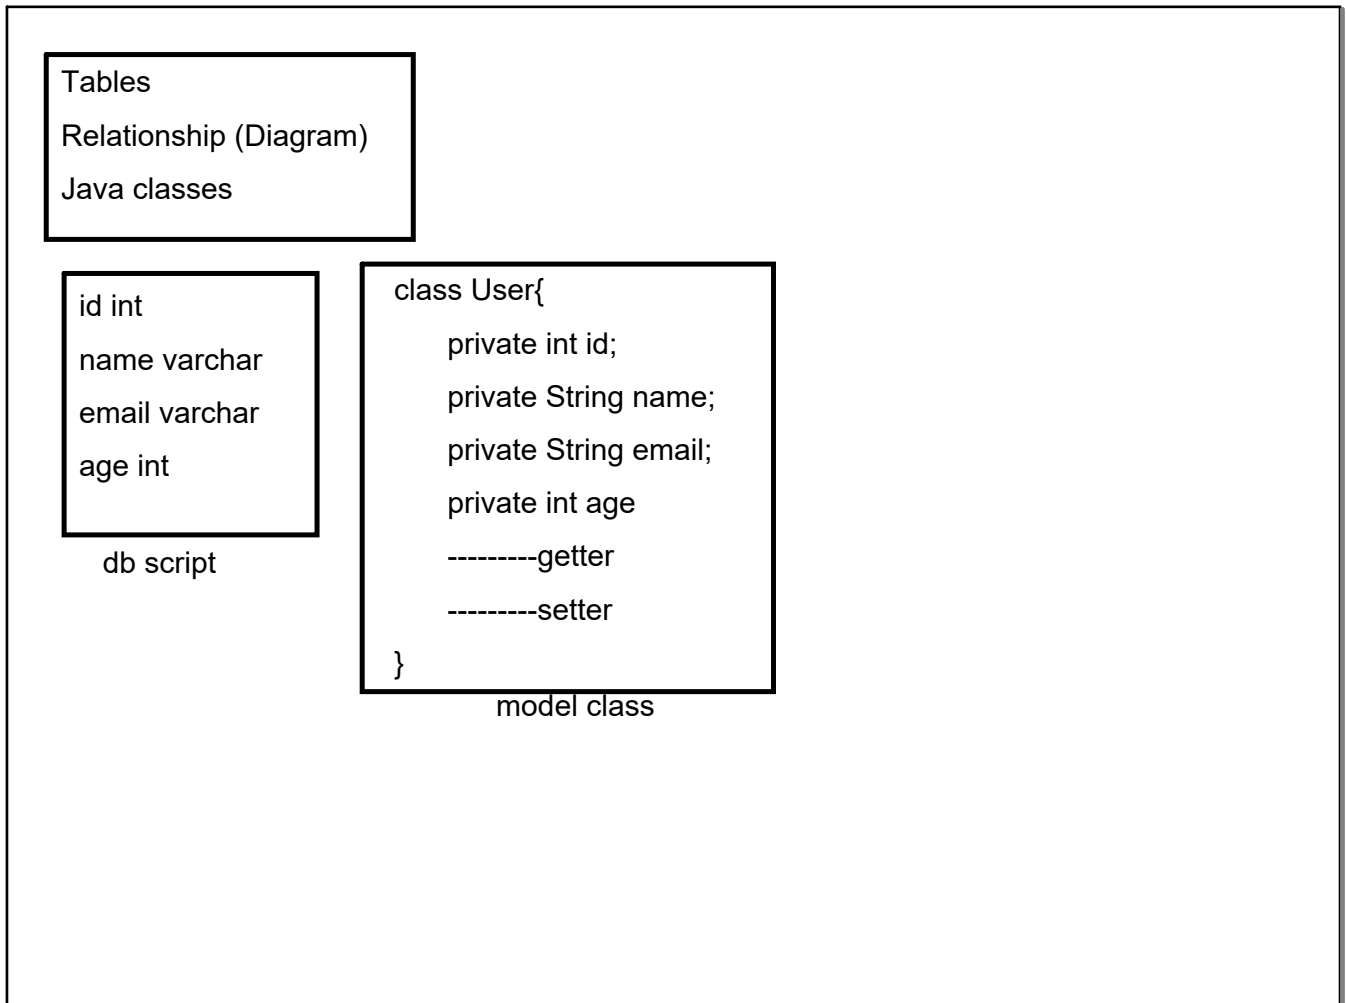 Tables
Relationship (Diagram)
Java classes
id int
name varchar
email varchar
age int
db script
class User{
private int id;
private String name;
private String email;
private int age
---------getter
---------setter
}
model class